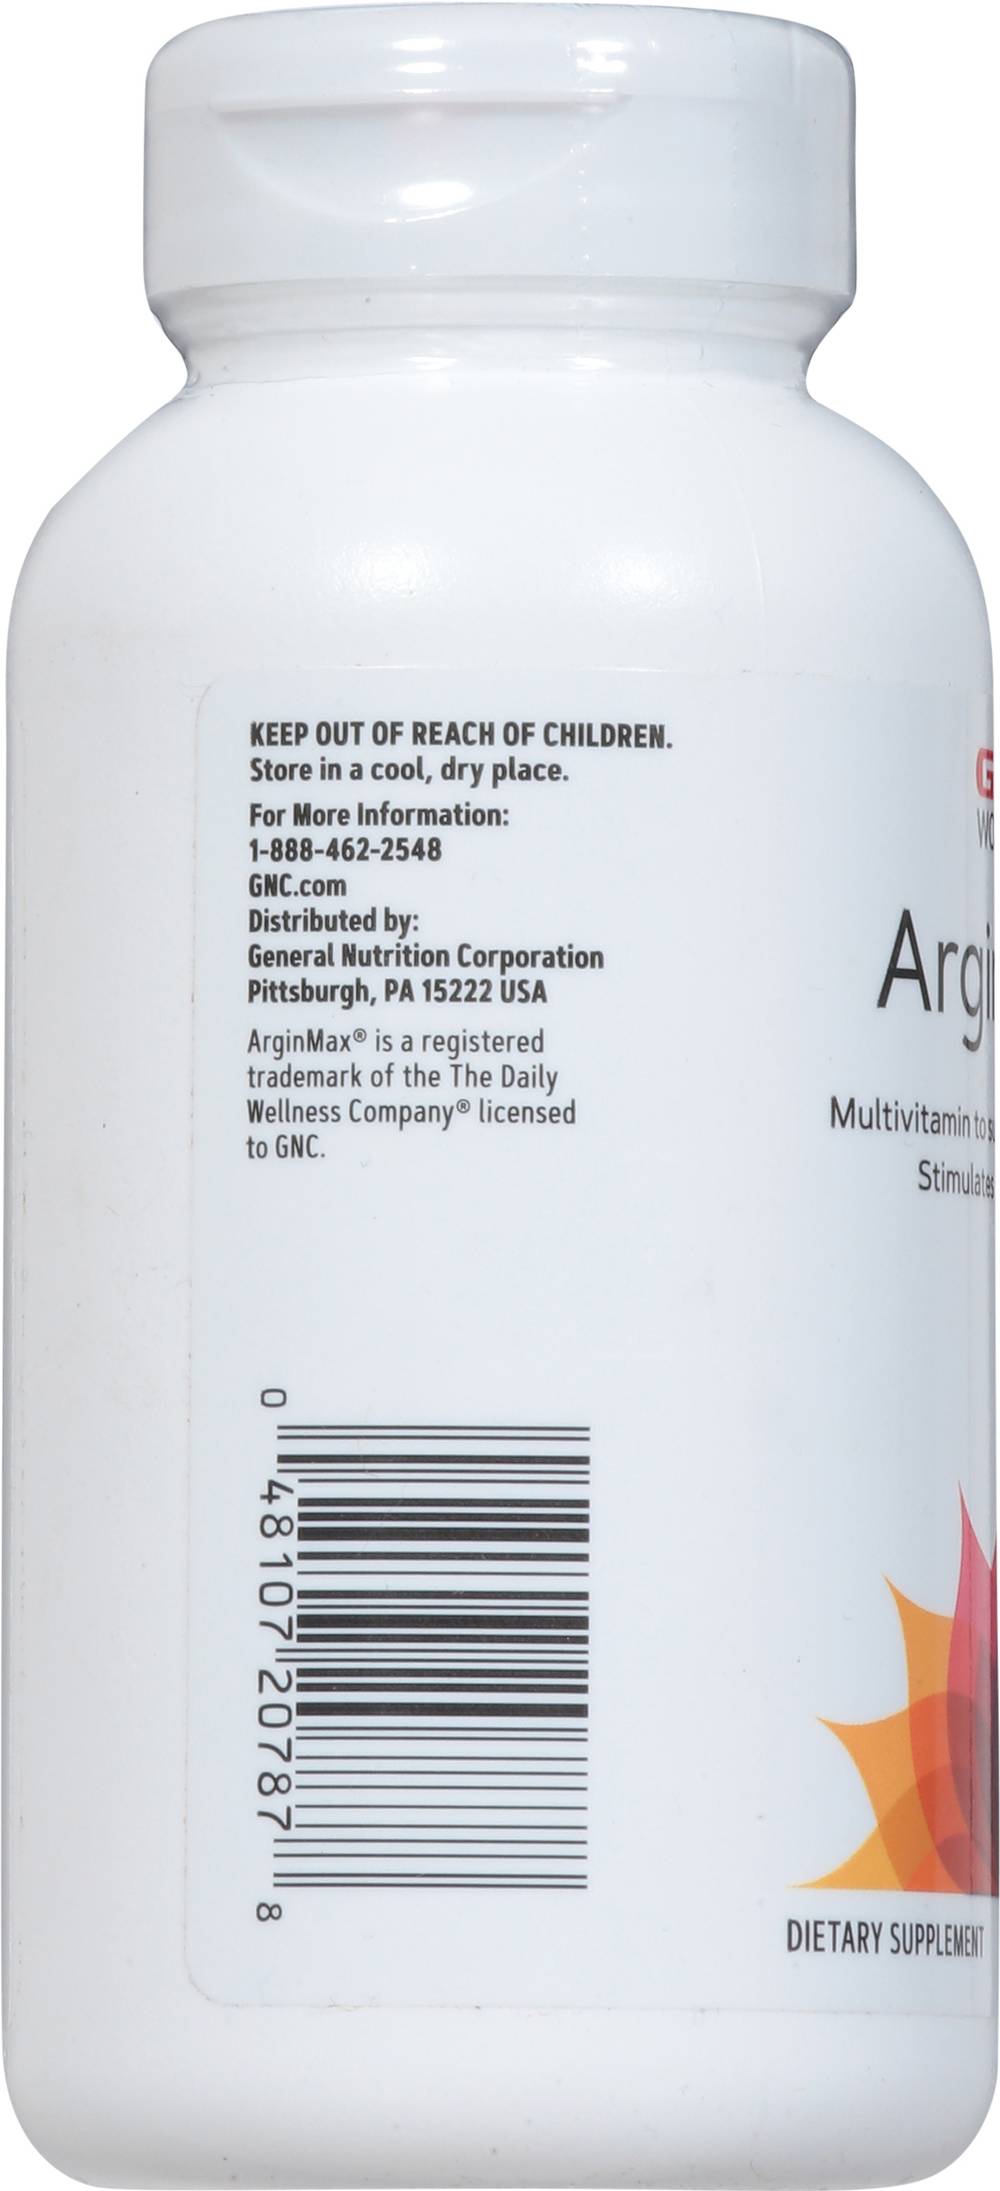 KEEP OUT OF REACH OF CHILDREN.
Store in a cool, dry place.
For More Information:
1-888-462-2548
GNC.com
Distributed by:
General Nutrition Corporation
Pittsburgh, PA 15222 USA
ArginMax® is a registered
trademark of the The Daily
Wellness Company® licensed
to GNC.
0 48107 20787 8
Multivitamin to
Stimulates
DIETARY SUPPLEMENT